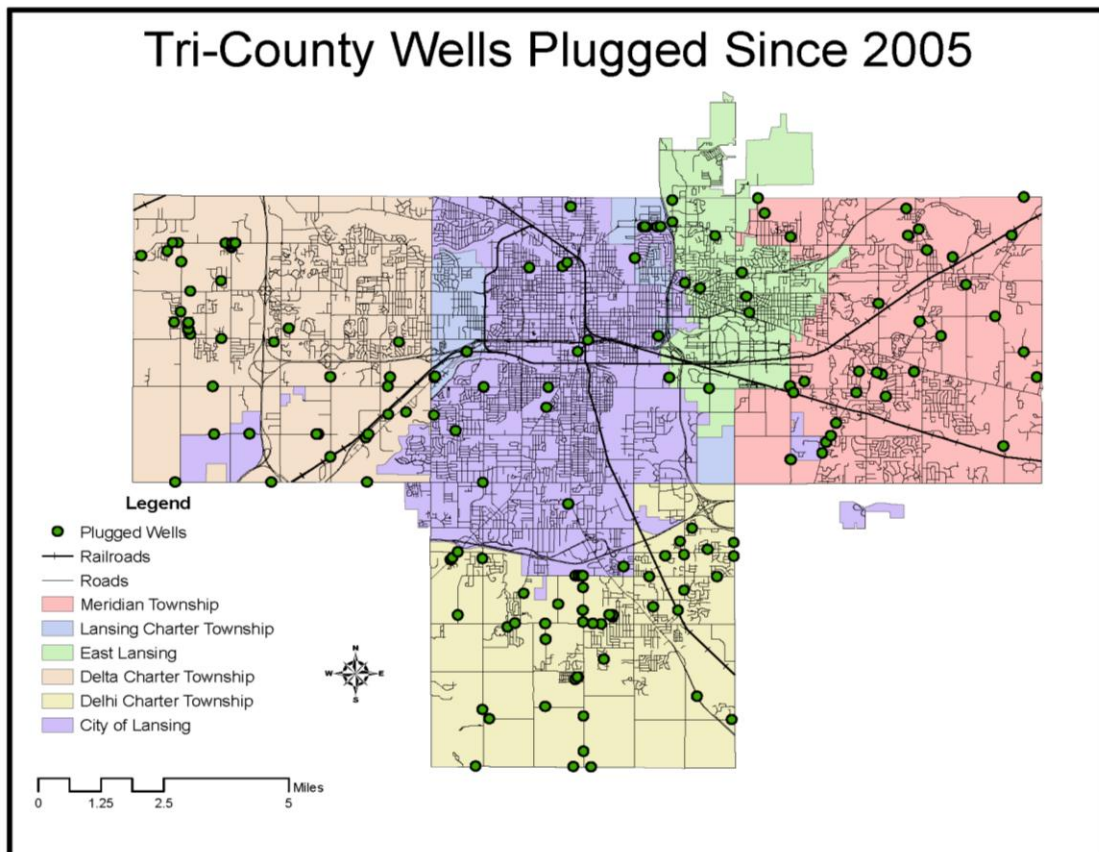 Tri-County Wells Plugged Since 2005
Legend
Plugged Wells
Railroads
Roads
Meridian Township
Lansing Charter Township
East Lansing
Delta Charter Township
Delhi Charter Township
City of Lansing
N
W E
S
Miles
0 1.25 2.5 5